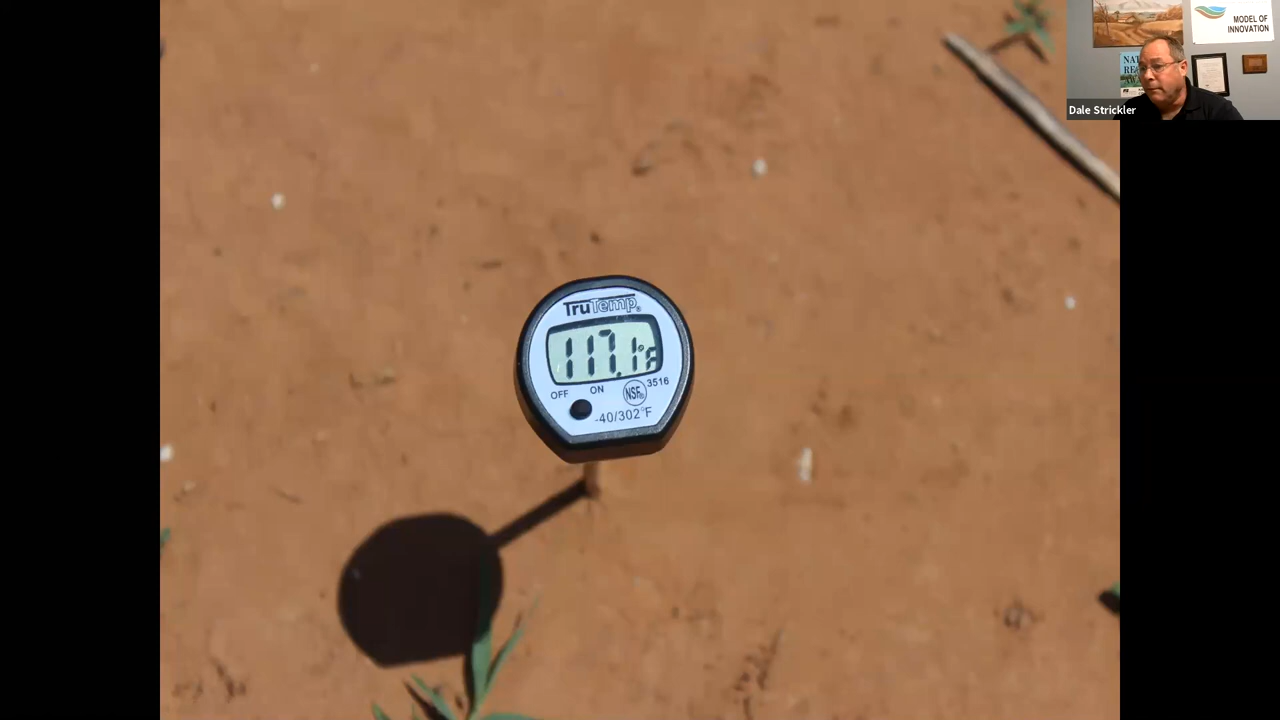 TruTemp
117.1°F
OFF
ON
NSF
3516
-40/302°F
MODEL OF
INNOVATION
Dale Strickler